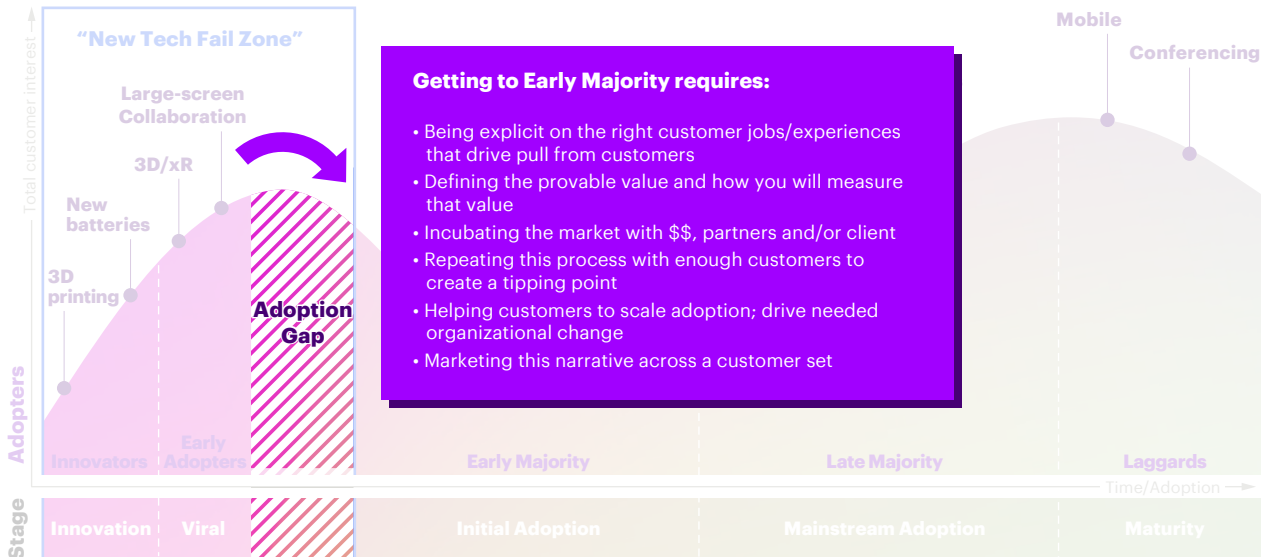 “New Tech Fail Zone”
Total customer interest
Large-screen
Collaboration
3D/xR
New
batteries
3D
printing
Adoption
Gap
Getting to Early Majority requires:
• Being explicit on the right customer jobs/experiences
that drive pull from customers
• Defining the provable value and how you will measure
that value
• Incubating the market with $$, partners and/or client
• Repeating this process with enough customers to
create a tipping point
• Helping customers to scale adoption; drive needed
organizational change
• Marketing this narrative across a customer set
Mobile
Conferencing
Adopters
Innovators
Early
Adopters
Early Majority
Late Majority
Laggards
Time/Adoption
Stage
Innovation
Viral
Initial Adoption
Mainstream Adoption
Maturity